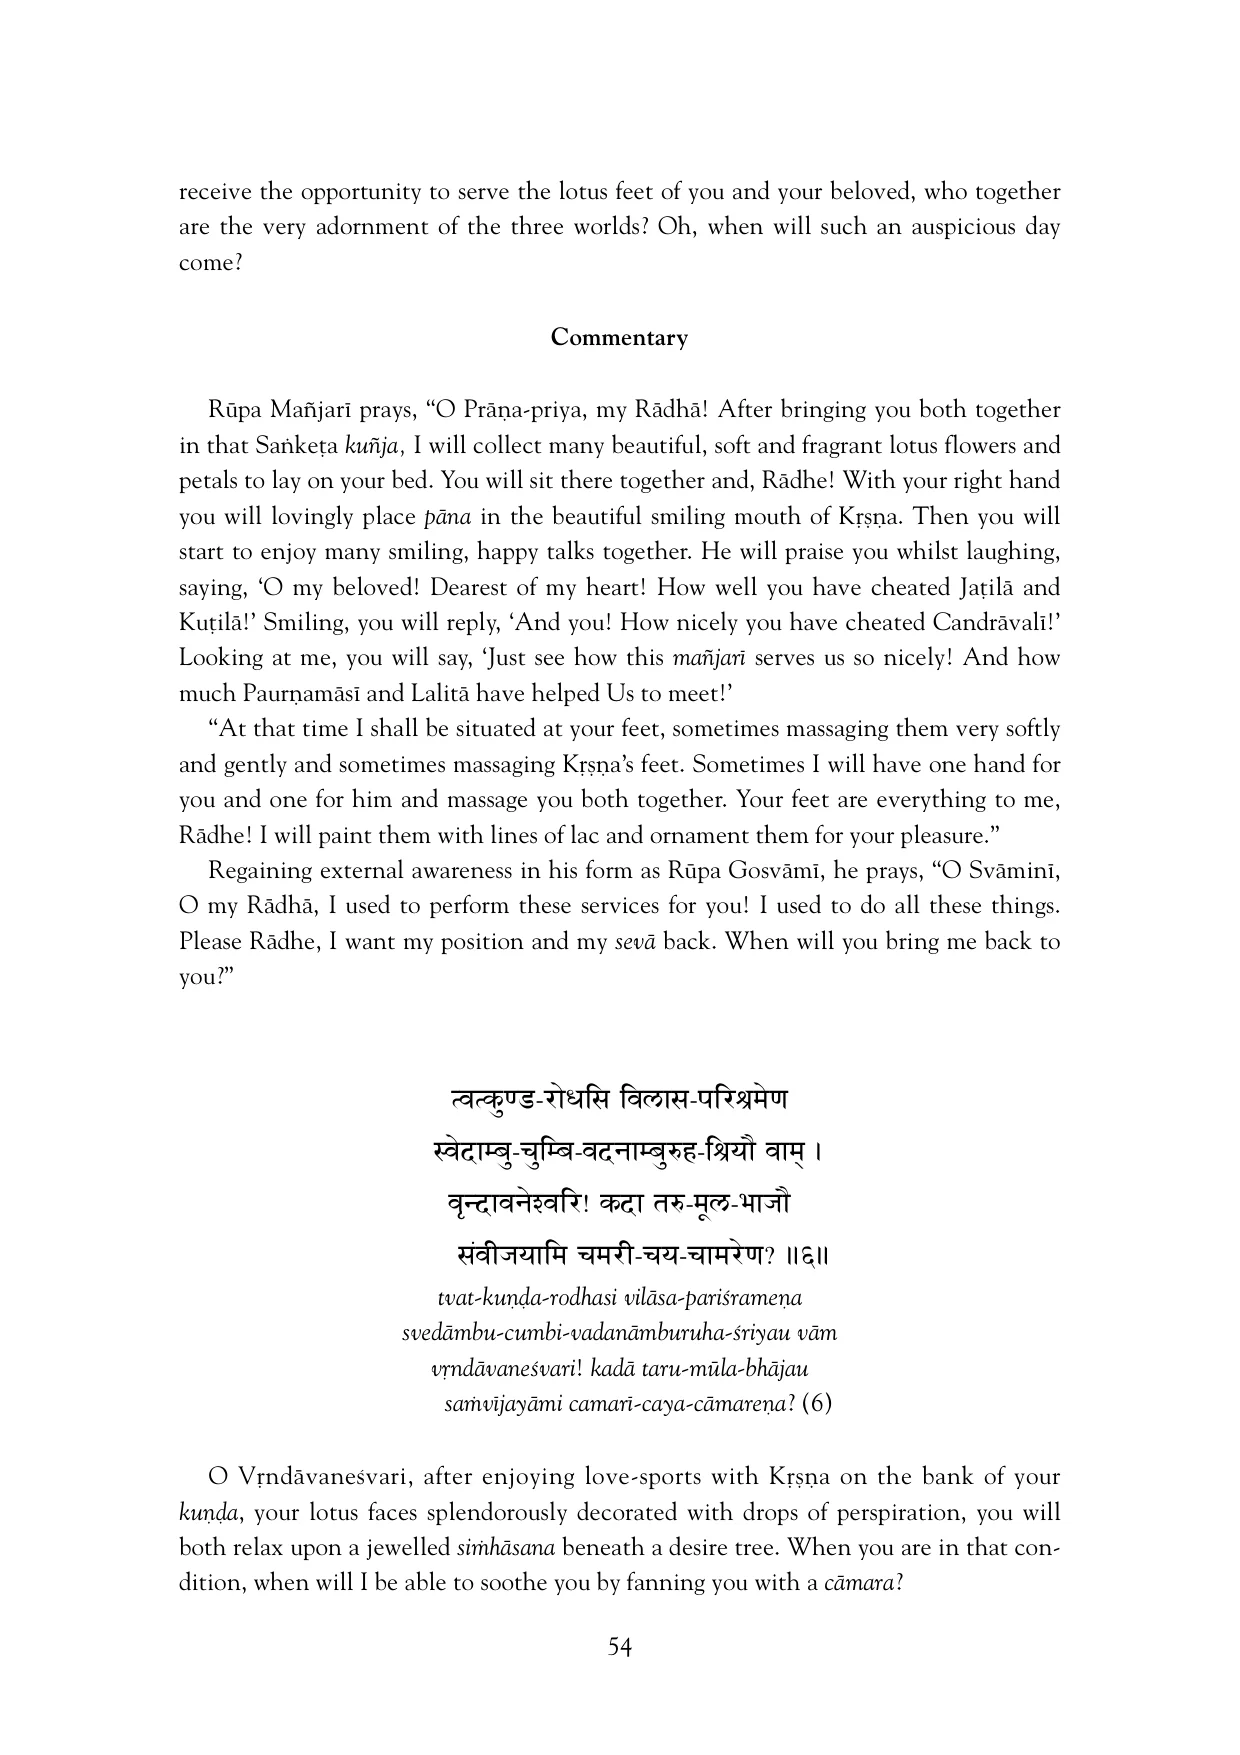 receive the opportunity to serve the lotus feet of you and your beloved, who together
are the very adornment of the three worlds? Oh, when will such an auspicious day
come?
Commentary
Rūpa Mañjarī prays, “O Prāṇa-priya, my Rādhā! After bringing you both together
in that Saṅkeṭa kuñja, I will collect many beautiful, soft and fragrant lotus flowers and
petals to lay on your bed. You will sit there together and, Rādhe! With your right hand
you will lovingly place pāna in the beautiful smiling mouth of Kṛṣṇa. Then you will
start to enjoy many smiling, happy talks together. He will praise you whilst laughing,
saying, ‘O my beloved! Dearest of my heart! How well you have cheated Jaṭilā and
Kuṭilā!’ Smiling, you will reply, ‘And you! How nicely you have cheated Candrāvalī!’
Looking at me, you will say, ‘Just see how this mañjarī serves us so nicely! And how
much Paurṇamāsī and Lalitā have helped Us to meet!’
“At that time I shall be situated at your feet, sometimes massaging them very softly
and gently and sometimes massaging Kṛṣṇa’s feet. Sometimes I will have one hand for
you and one for him and massage you both together. Your feet are everything to me,
Rādhe! I will paint them with lines of lac and ornament them for your pleasure.”
Regaining external awareness in his form as Rūpa Gosvāmī, he prays, “O Svāminī,
O my Rādhā, I used to perform these services for you! I used to do all these things.
Please Rādhe, I want my position and my sevā back. When will you bring me back to
you?”
त्वत्कुण्ड-रोधसि विलास-परिश्रमेण
स्वेदाम्बु-चुम्बि-वदनाम्बुरुह-श्रियौ वाम् ।
वृन्दावनेश्वरि! कदा तरु-मूल-भाजौ
संवीजयामि चमरी-चय-चामरेण? ॥६॥
tvat-kuṇḍa-rodhasi vilāsa-pariśrameṇa
svedāmbu-cumbi-vadanāmburuha-śriyau vām
vṛndāvaneśvari! kadā taru-mūla-bhājau
saṁvījayāmi camarī-caya-cāmareṇa? (6)
O Vṛndāvaneśvari, after enjoying love-sports with Kṛṣṇa on the bank of your
kuṇḍa, your lotus faces splendorously decorated with drops of perspiration, you will
both relax upon a jewelled siṁhāsana beneath a desire tree. When you are in that con-
dition, when will I be able to soothe you by fanning you with a cāmara?
54